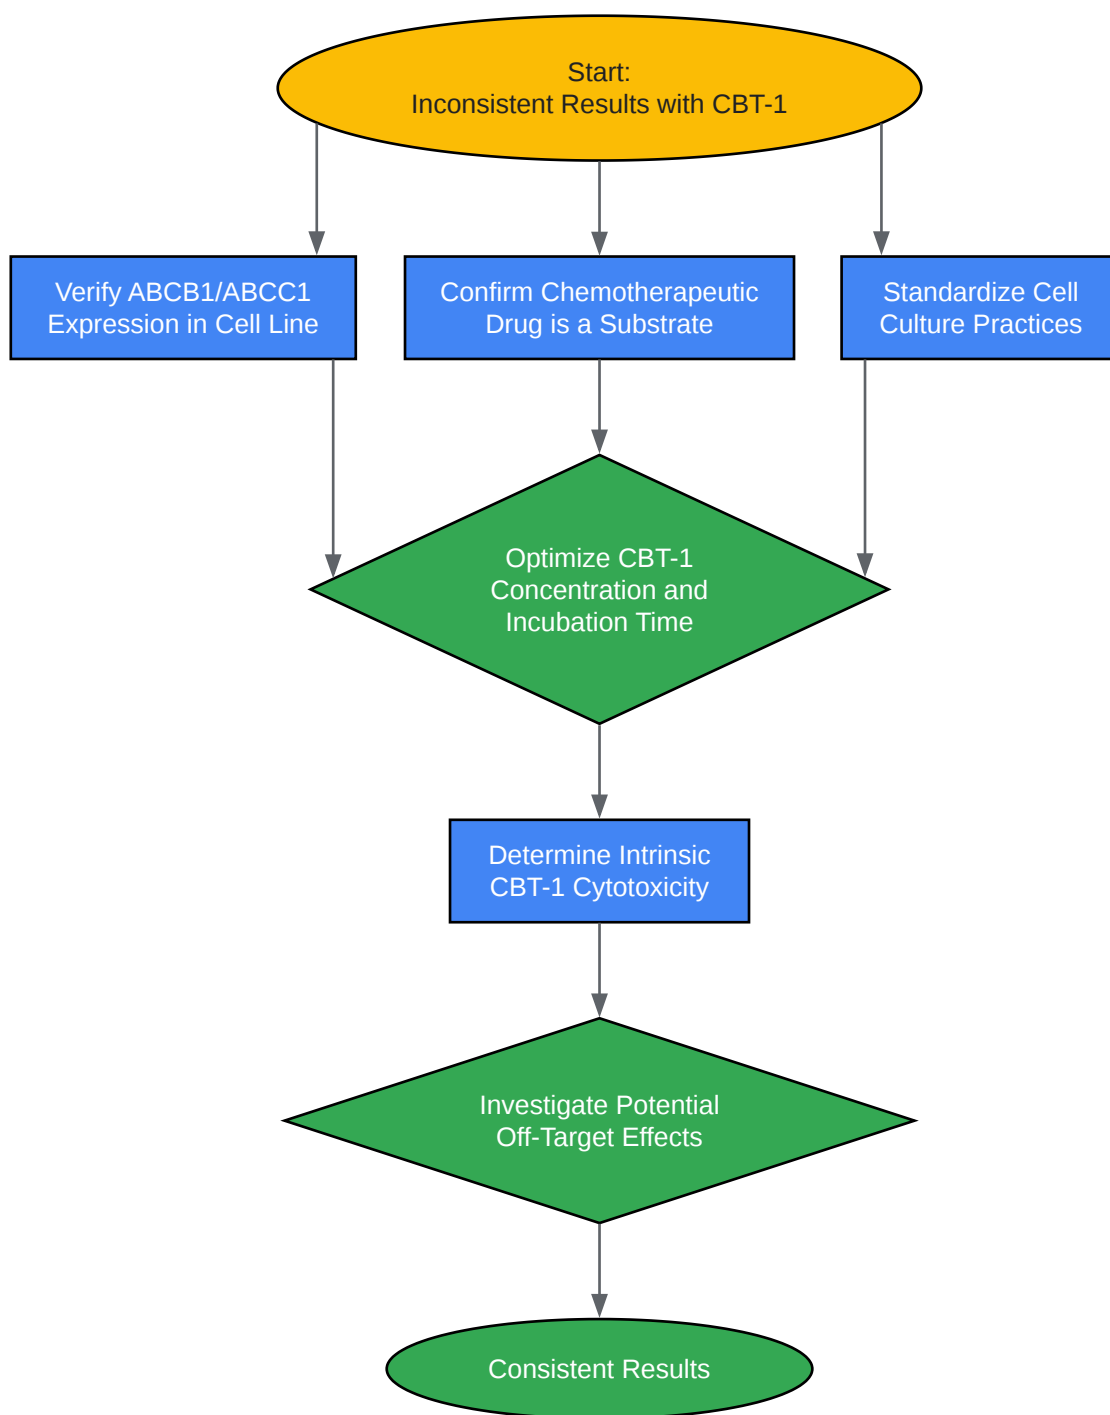 Start:
Inconsistent Results with CBT-1
Verify ABCB1/ABCC1
Expression in Cell Line
Confirm Chemotherapeutic
Drug is a Substrate
Standardize Cell
Culture Practices
Optimize CBT-1
Concentration and
Incubation Time
Determine Intrinsic
CBT-1 Cytotoxicity
Investigate Potential
Off-Target Effects
Consistent Results